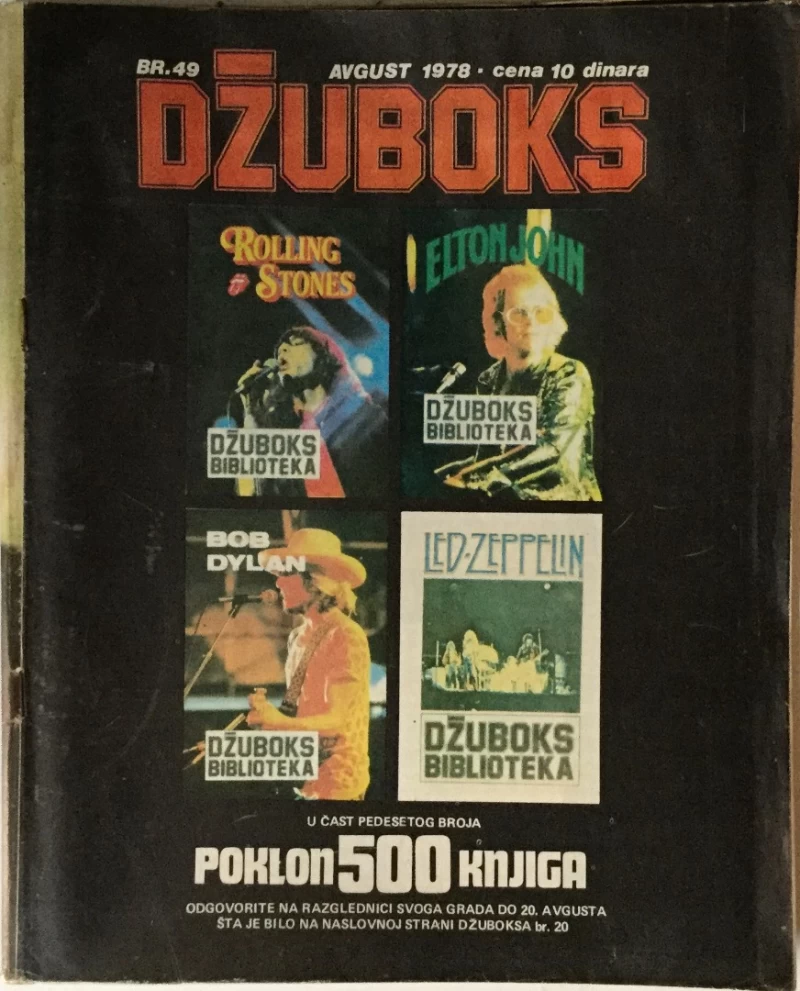 BR.49
AVGUST 1978 · cena 10 dinara
DŽUBOKS
ROLLING
STONES
ELTON JOHN
DŽUBOKS
BIBLIOTEKA
DŽUBOKS
BIBLIOTEKA
BOB
DYLAN
LED·ZEPPELIN
DŽUBOKS
BIBLIOTEKA
DŽUBOKS
BIBLIOTEKA
U ČAST PEDESETOG BROJA
POKLON 500 KNJIGA
ODGOVORITE NA RAZGLEDNICI SVOGA GRADA DO 20. AVGUSTA
ŠTA JE BILO NA NASLOVNOJ STRANI DŽUBOKSA br. 20